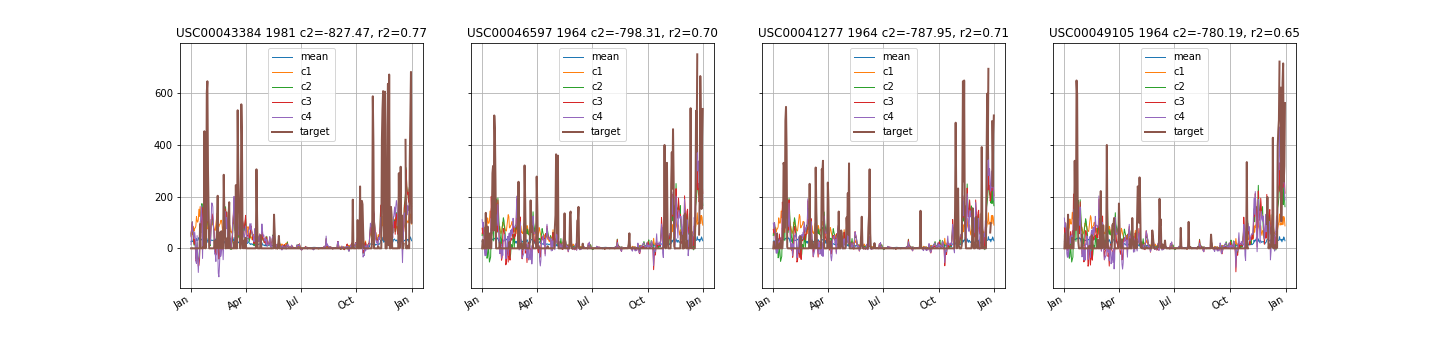 USC00043384 1981 c2=-827.47, r2=0.77
mean
c1
c2
c3
c4
target
600
400
200
0
Jan
Apr
Jul
Oct
Jan
USC00046597 1964 c2=-798.31, r2=0.70
mean
c1
c2
c3
c4
target
Jan
Apr
Jul
Oct
Jan
USC00041277 1964 c2=-787.95, r2=0.71
mean
c1
c2
c3
c4
target
Jan
Apr
Jul
Oct
Jan
USC00049105 1964 c2=-780.19, r2=0.65
mean
c1
c2
c3
c4
target
Jan
Apr
Jul
Oct
Jan